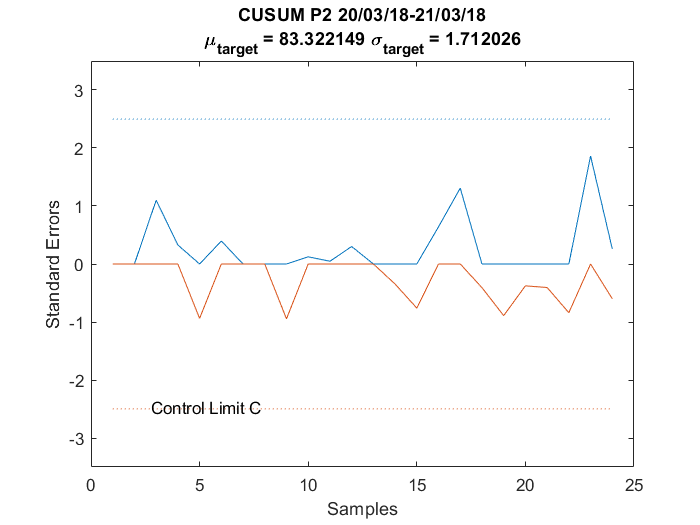 CUSUM P2 20/03/18-21/03/18
μtarget = 83.322149 σtarget = 1.712026
3
2
1
0
-1
-2
-3
Standard Errors
Control Limit C
0 5 10 15 20 25
Samples